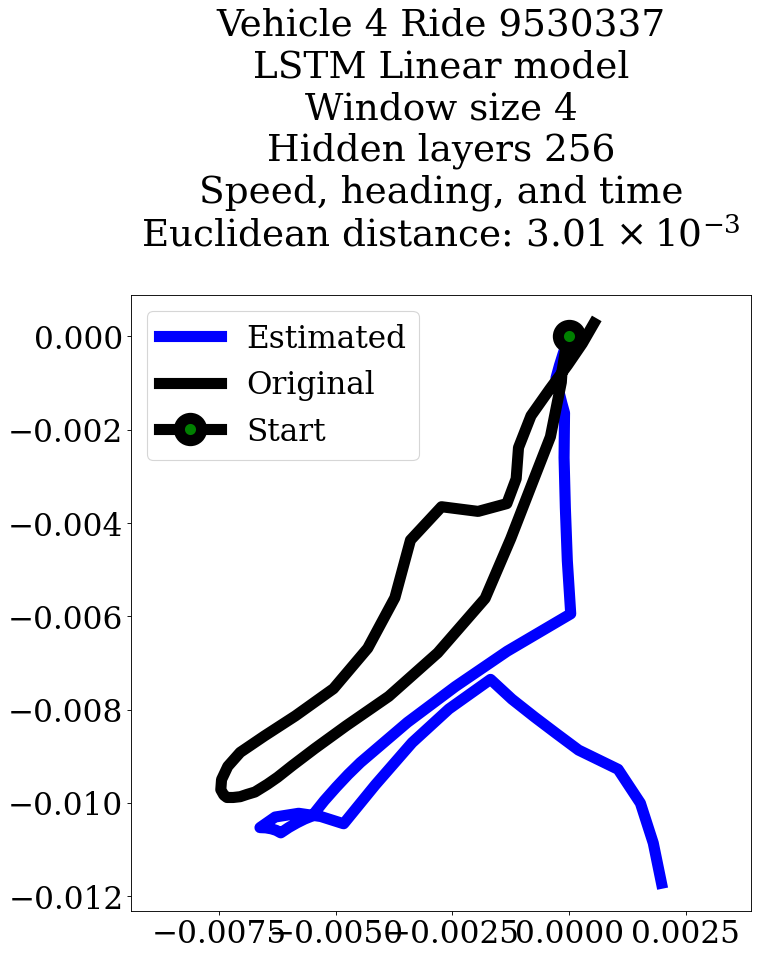 Vehicle 4 Ride 9530337
LSTM Linear model
Window size 4
Hidden layers 256
Speed, heading, and time
Euclidean distance: 3.01 × 10⁻³
Estimated
Original
Start
0.000
−0.002
−0.004
−0.006
−0.008
−0.010
−0.012
−0.0075 −0.0050 −0.0025 0.0000 0.0025